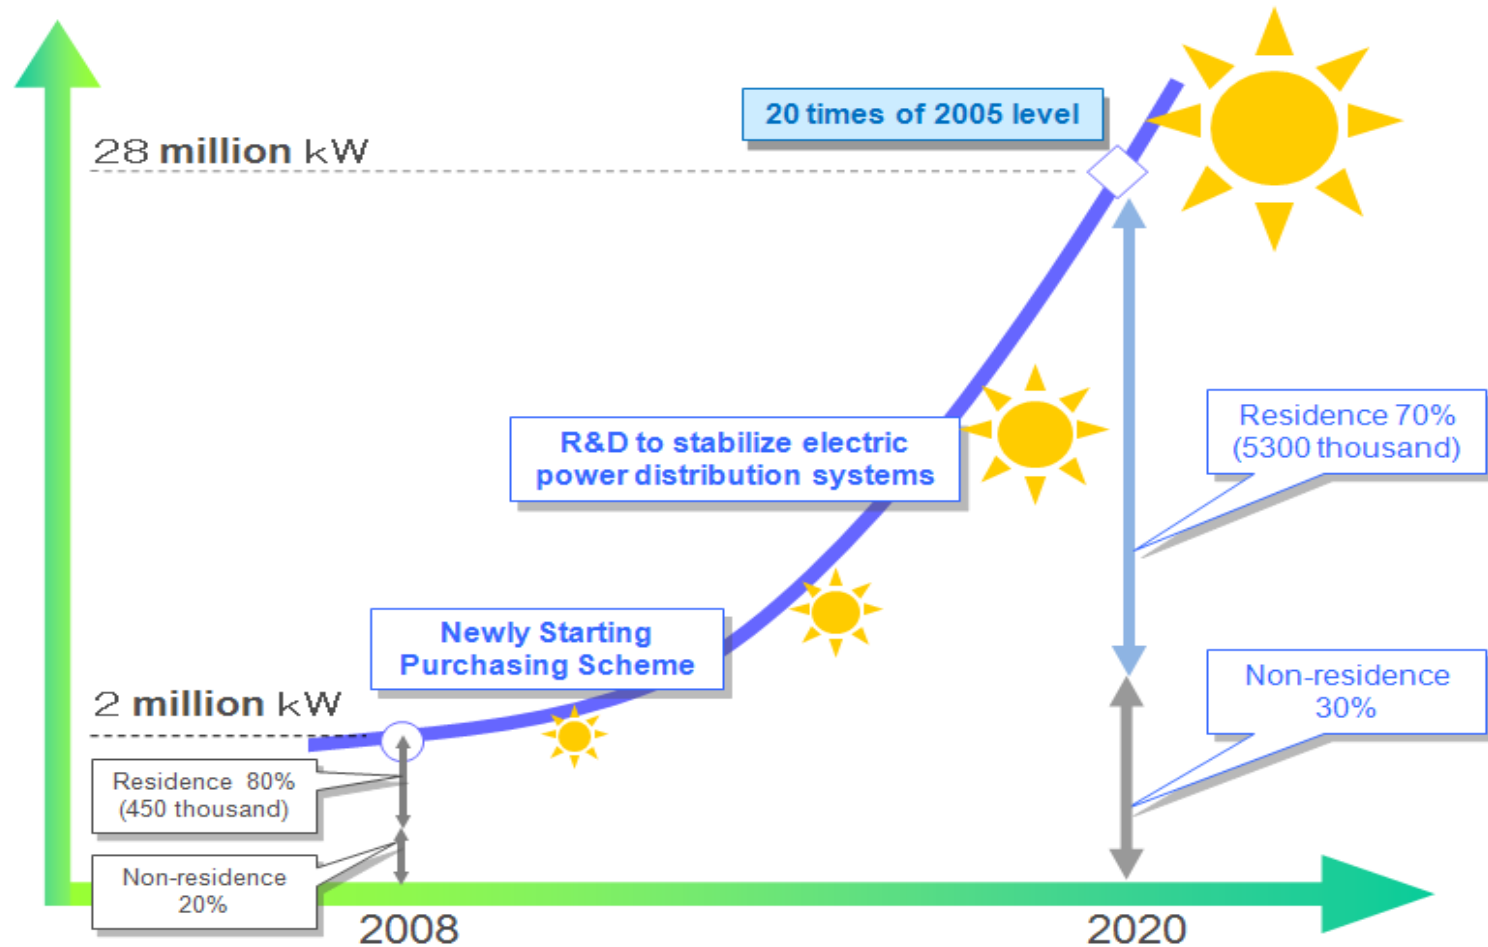 20 times of 2005 level
28 million kW
Residence 70%
(5300 thousand)
R&D to stabilize electric
power distribution systems
Newly Starting
Purchasing Scheme
Non-residence
30%
2 million kW
Residence 80%
(450 thousand)
Non-residence
20%
2008
2020